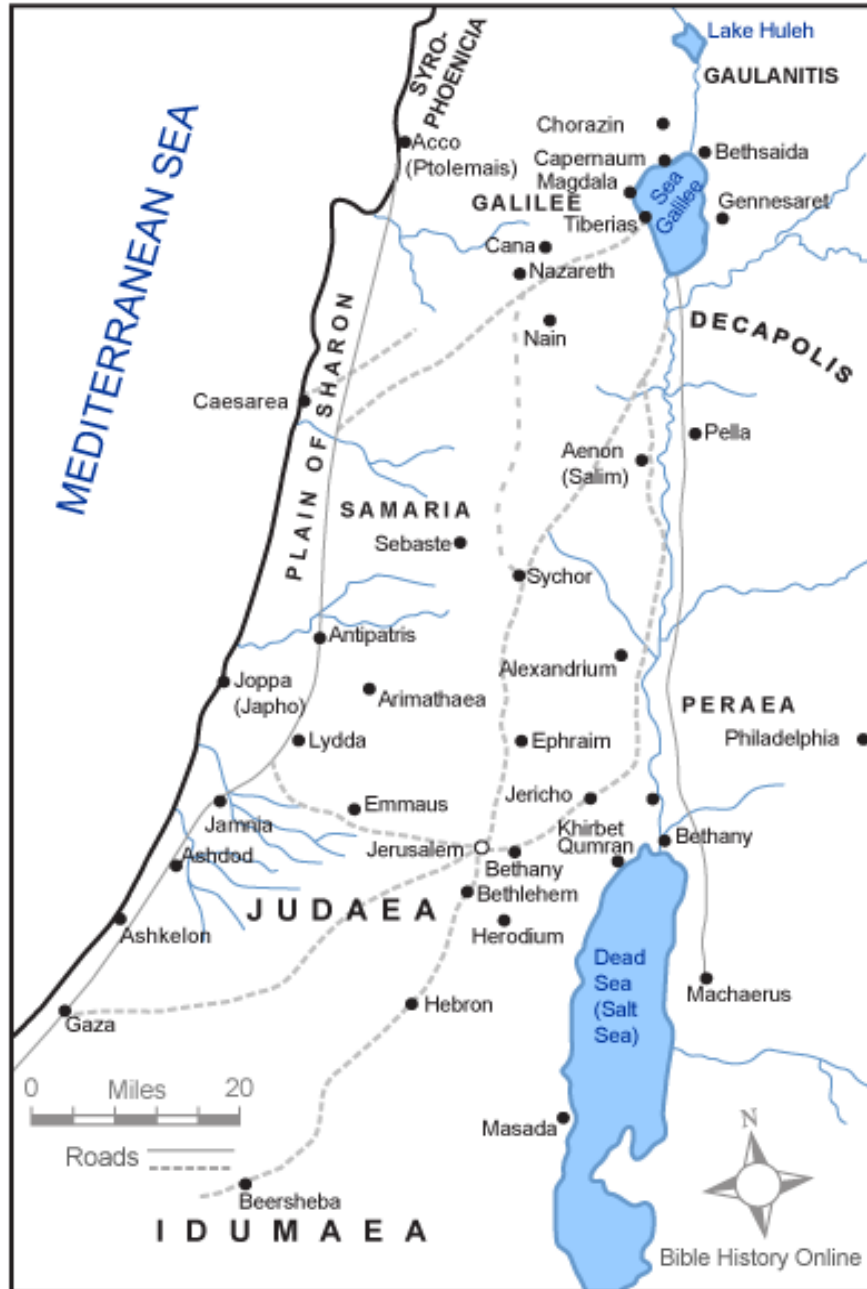 Lake Huleh
SYRO-
PHOENICIA
GAULANITIS
MEDITERRANEAN SEA
Chorazin
Acco
(Ptolemais)
Capernaum
Bethsaida
Magdala
Sea
Galilee
GALILEE
Tiberias
Gennesaret
Cana
Nazareth
DECAPOLIS
Nain
PLAIN OF SHARON
Caesarea
Pella
Aenon
(Salim)
SAMARIA
Sebaste
Sychor
Antipatris
Alexandrium
Joppa
(Japho)
Arimathaea
PERAEA
Lydda
Ephraim
Philadelphia
Jamnia
Emmaus
Jericho
Khirbet
Qumran
Bethany
Jerusalem
Bethany
Ashdod
Bethlehem
JUDAEA
Ashkelon
Herodium
Dead
Sea
(Salt
Sea)
Machaerus
Hebron
Gaza
0 Miles 20
Roads
Masada
N
Beersheba
IDUMAEA
Bible History Online